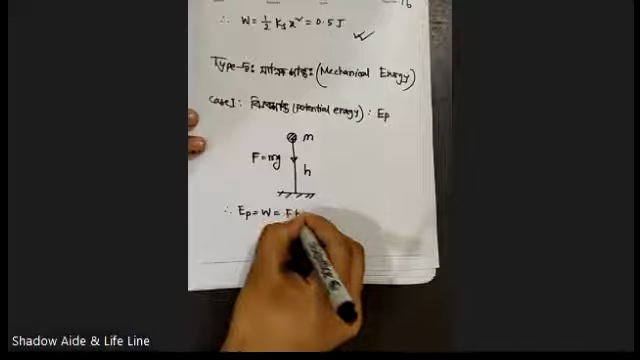 ∴ W = ½ K₁ x² = 0.5 J
Type-5: যান্ত্রিক শক্তি: (Mechanical Energy)
Case I: বিভবশক্তি (Potential energy): Ep
m
F = mg
h
∴ Ep = W = F
Shadow Aide & Life Line